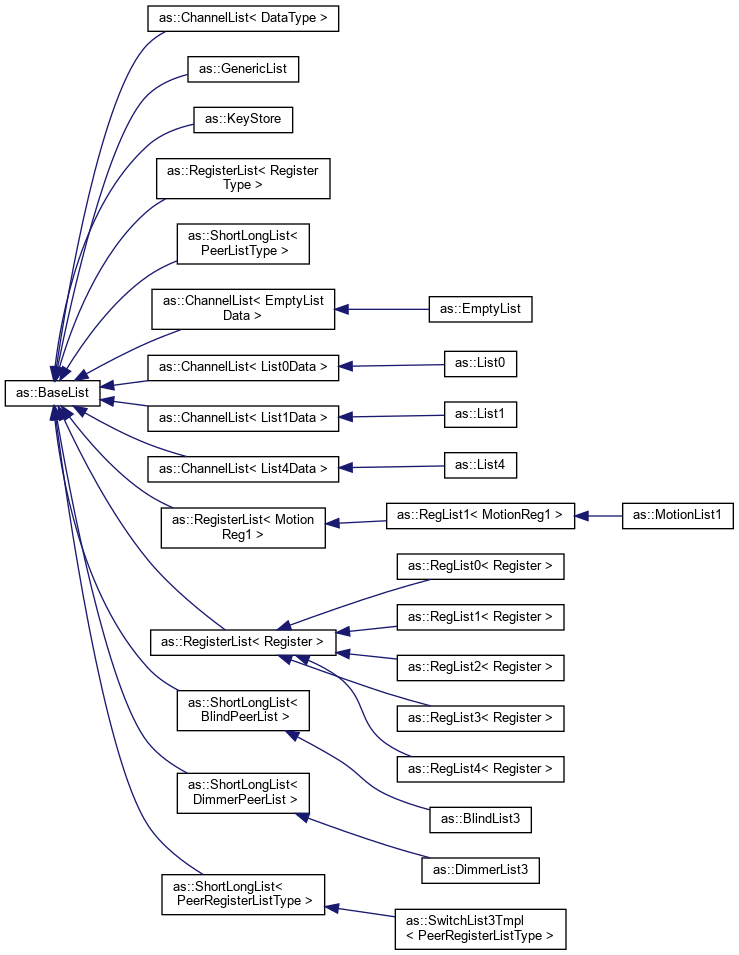 as::ChannelList< DataType >
as::GenericList
as::KeyStore
as::RegisterList< Register
Type >
as::ShortLongList<
PeerListType >
as::ChannelList< EmptyList
Data >
as::EmptyList
as::ChannelList< List0Data >
as::List0
as::BaseList
as::ChannelList< List1Data >
as::List1
as::ChannelList< List4Data >
as::List4
as::RegisterList< Motion
Reg1 >
as::RegList1< MotionReg1 >
as::MotionList1
as::RegList0< Register >
as::RegList1< Register >
as::RegisterList< Register >
as::RegList2< Register >
as::ShortLongList<
BlindPeerList >
as::RegList3< Register >
as::RegList4< Register >
as::ShortLongList<
DimmerPeerList >
as::BlindList3
as::DimmerList3
as::ShortLongList<
PeerRegisterListType >
as::SwitchList3Tmpl
< PeerRegisterListType >